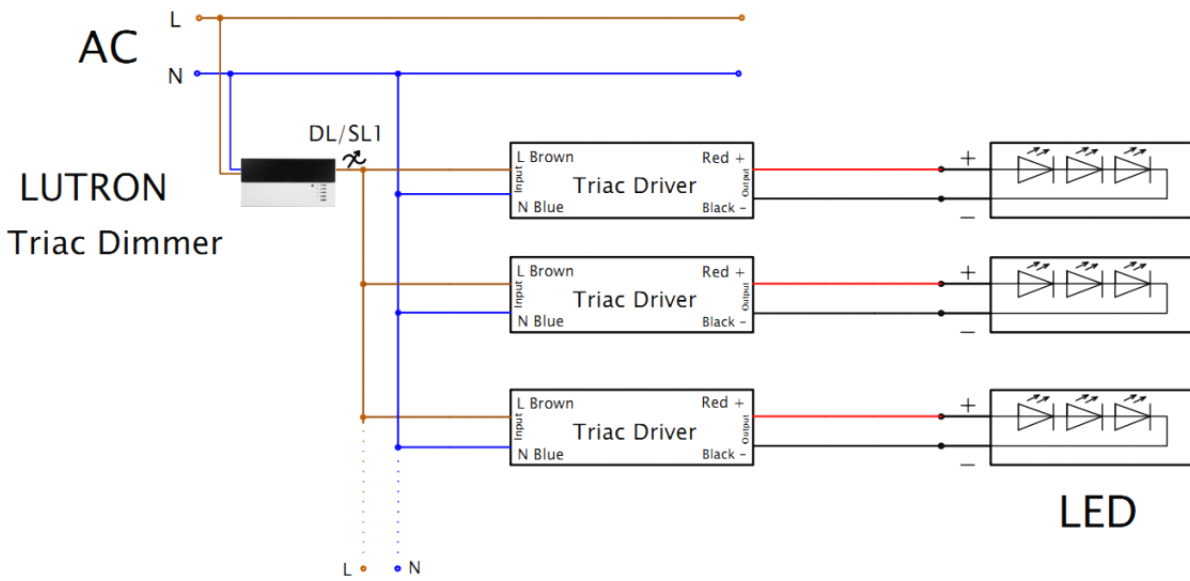 L
AC
N
DL/SL1
LUTRON
Triac Dimmer
L Brown
Input
N Blue
Triac Driver
Red +
Output
Black -
+
-
L Brown
Input
N Blue
Triac Driver
Red +
Output
Black -
+
-
L Brown
Input
N Blue
Triac Driver
Red +
Output
Black -
+
-
LED
L
N